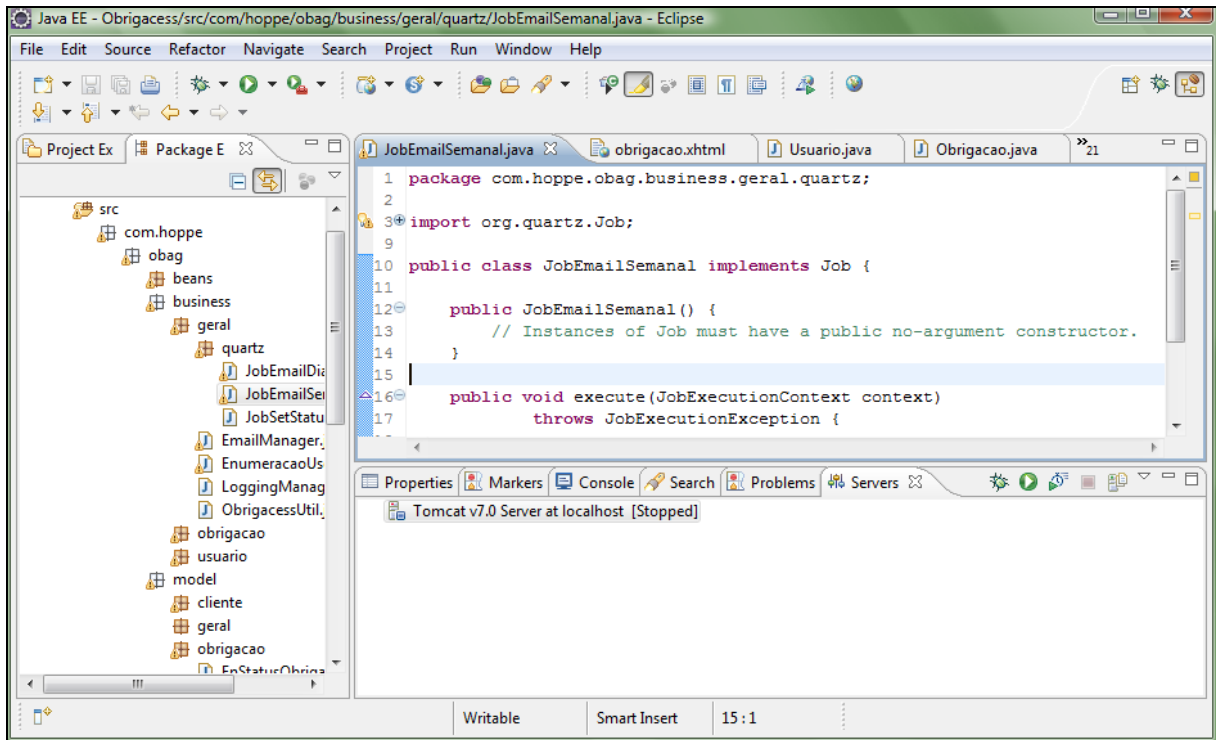 Java EE - Obrigacess/src/com/hoppe/obag/business/geral/quartz/JobEmailSemanal.java - Eclipse
File Edit Source Refactor Navigate Search Project Run Window Help
Project Ex Package E
src
com.hoppe
obag
beans
business
geral
quartz
JobEmailDia
JobEmailSer
JobSetStatu
EmailManager.j
EnumeracaoUs
LoggingManag
ObrigacessUtil.j
obrigacao
usuario
model
cliente
geral
obrigacao
EnStatusObriga
JobEmailSemanal.java obrigacao.xhtml Usuario.java Obrigacao.java »21
1 package com.hoppe.obag.business.geral.quartz;
2
3 import org.quartz.Job;
9
10 public class JobEmailSemanal implements Job {
11
12 public JobEmailSemanal() {
13 // Instances of Job must have a public no-argument constructor.
14 }
15
16 public void execute(JobExecutionContext context)
17 throws JobExecutionException {
Properties Markers Console Search Problems Servers
Tomcat v7.0 Server at localhost [Stopped]
Writable Smart Insert 15:1